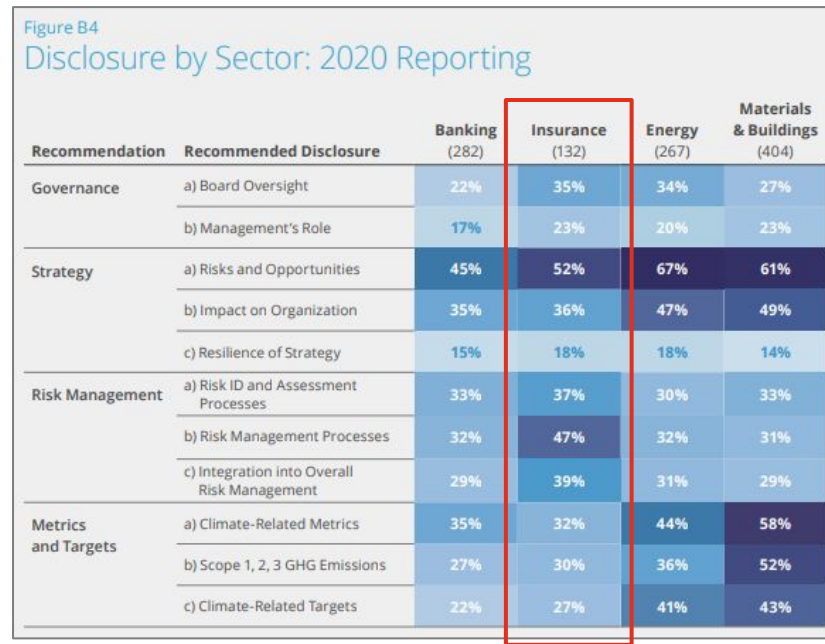 Figure B4
Disclosure by Sector: 2020 Reporting
Recommendation Recommended Disclosure Banking (282) Insurance (132) Energy (267) Materials & Buildings (404)
Governance a) Board Oversight 22% 35% 34% 27%
b) Management's Role 17% 23% 20% 23%
Strategy a) Risks and Opportunities 45% 52% 67% 61%
b) Impact on Organization 35% 36% 47% 49%
c) Resilience of Strategy 15% 18% 18% 14%
Risk Management a) Risk ID and Assessment Processes 33% 37% 30% 33%
b) Risk Management Processes 32% 47% 32% 31%
c) Integration into Overall Risk Management 29% 39% 31% 29%
Metrics and Targets a) Climate-Related Metrics 35% 32% 44% 58%
b) Scope 1, 2, 3 GHG Emissions 27% 30% 36% 52%
c) Climate-Related Targets 22% 27% 41% 43%